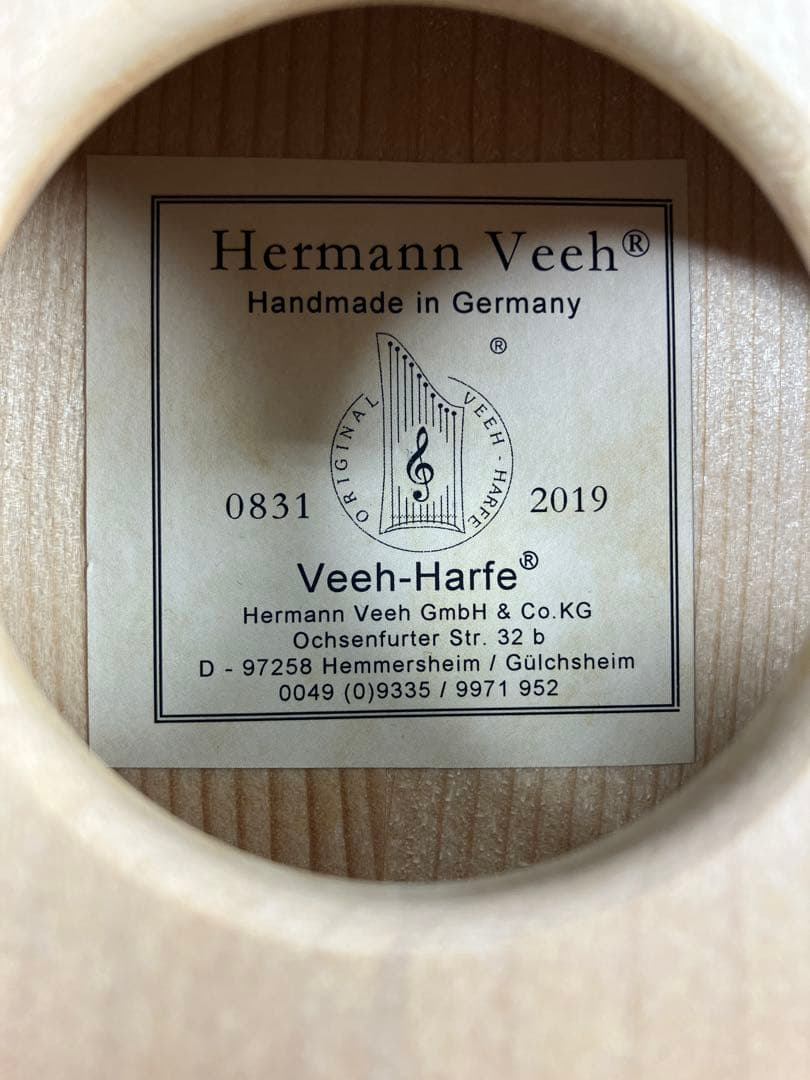 Hermann Veeh®
Handmade in Germany
®
ORIGINAL VEEH-HARFE
0831 2019
Veeh-Harfe®
Hermann Veeh GmbH & Co.KG
Ochsenfurter Str. 32 b
D - 97258 Hemmersheim / Gülchsheim
0049 (0)9335 / 9971 952